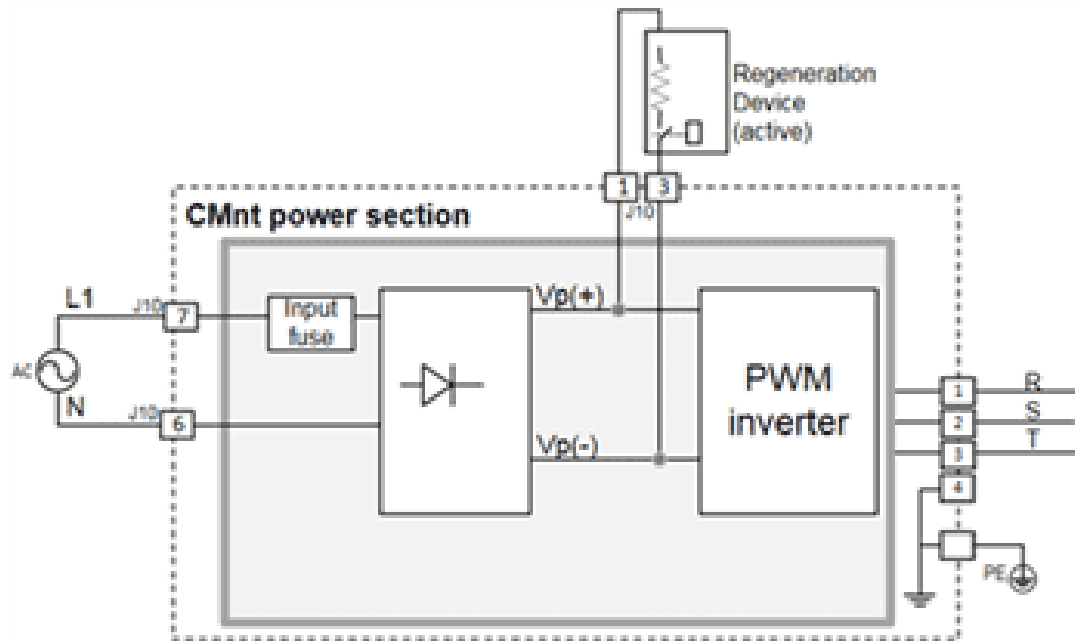 Regeneration
Device
(active)
1
3
J10
CMnt power section
L1
J10
7
Input
fuse
Vp(+)
AC
PWM
inverter
N
J10
6
Vp(-)
1
R
2
S
3
T
4
PE